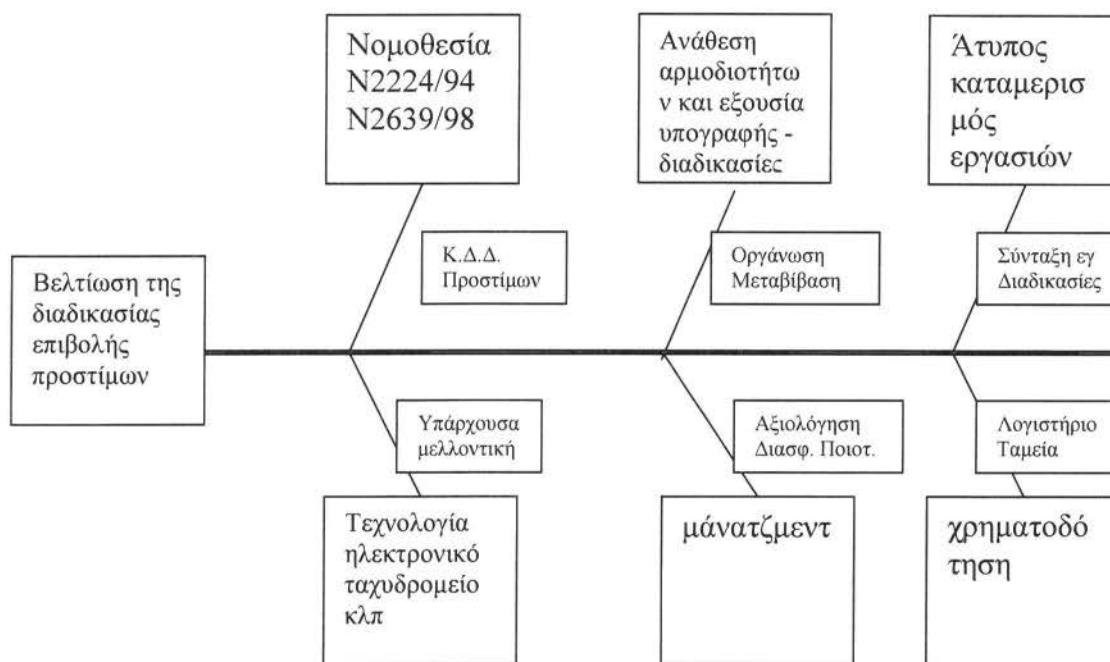 Νομοθεσία
Ν2224/94
Ν2639/98
Ανάθεση
αρμοδιοτήτω
ν και εξουσία
υπογραφής -
διαδικασίες
Άτυπος
καταμερισ
μός
εργασιών
Κ.Δ.Δ.
Προστίμων
Οργάνωση
Μεταβίβαση
Σύνταξη εγ
Διαδικασίες
Βελτίωση της
διαδικασίας
επιβολής
προστίμων
Υπάρχουσα
μελλοντική
Αξιολόγηση
Διασφ. Ποιοτ.
Λογιστήριο
Ταμεία
Τεχνολογία
ηλεκτρονικό
ταχυδρομείο
κλπ
μάνατζμεντ
χρηματοδό
τηση